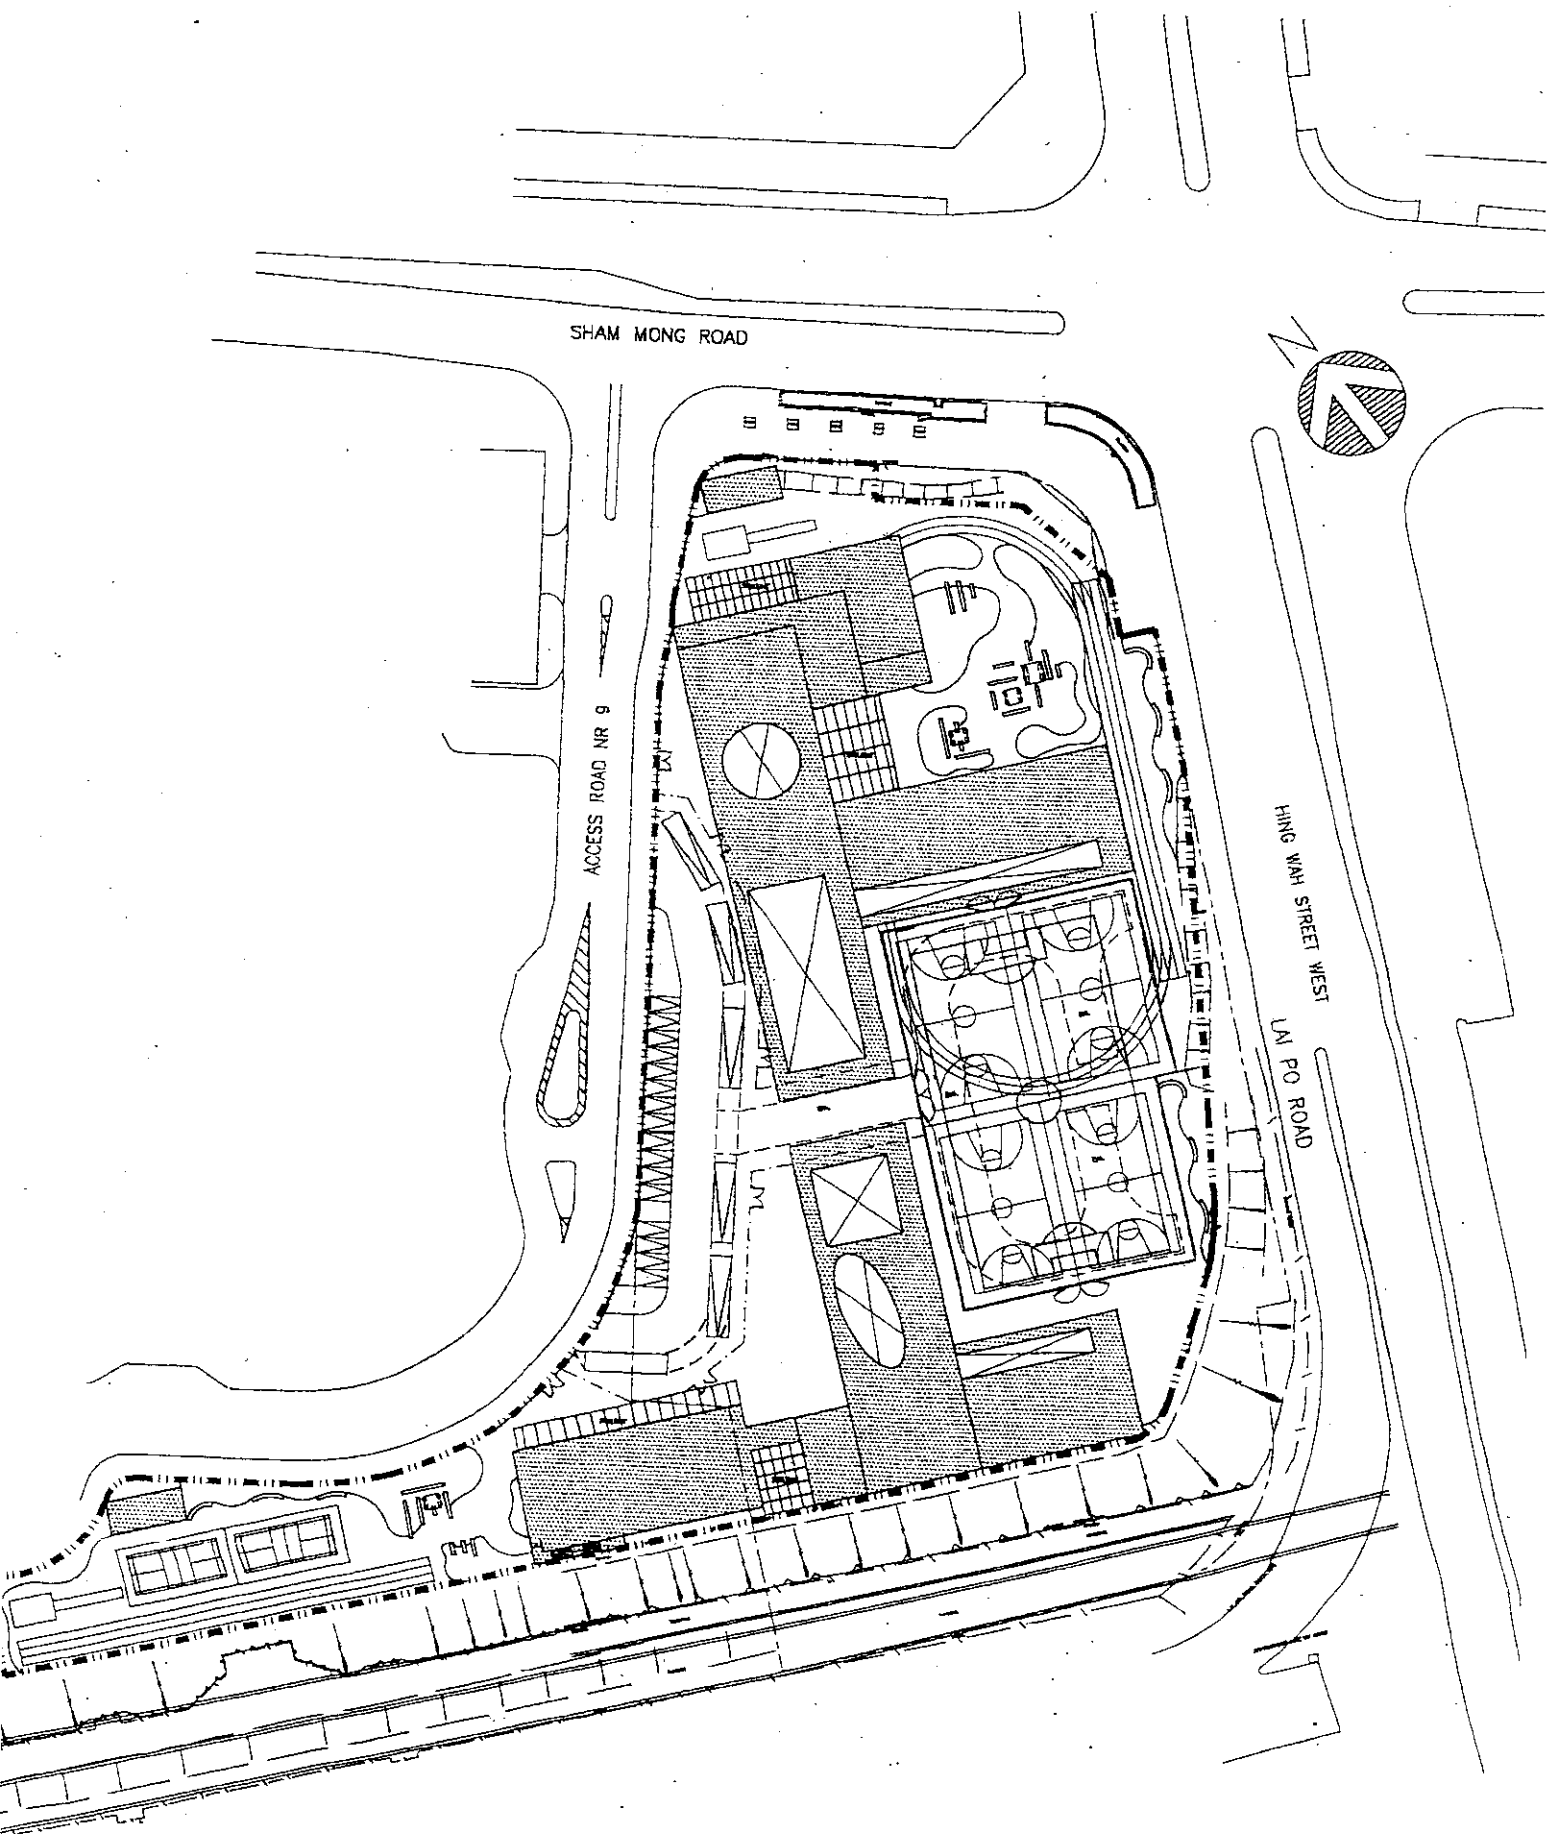 SHAM MONG ROAD
N
ACCESS ROAD NR 9
HING WAH STREET WEST
LAI PO ROAD